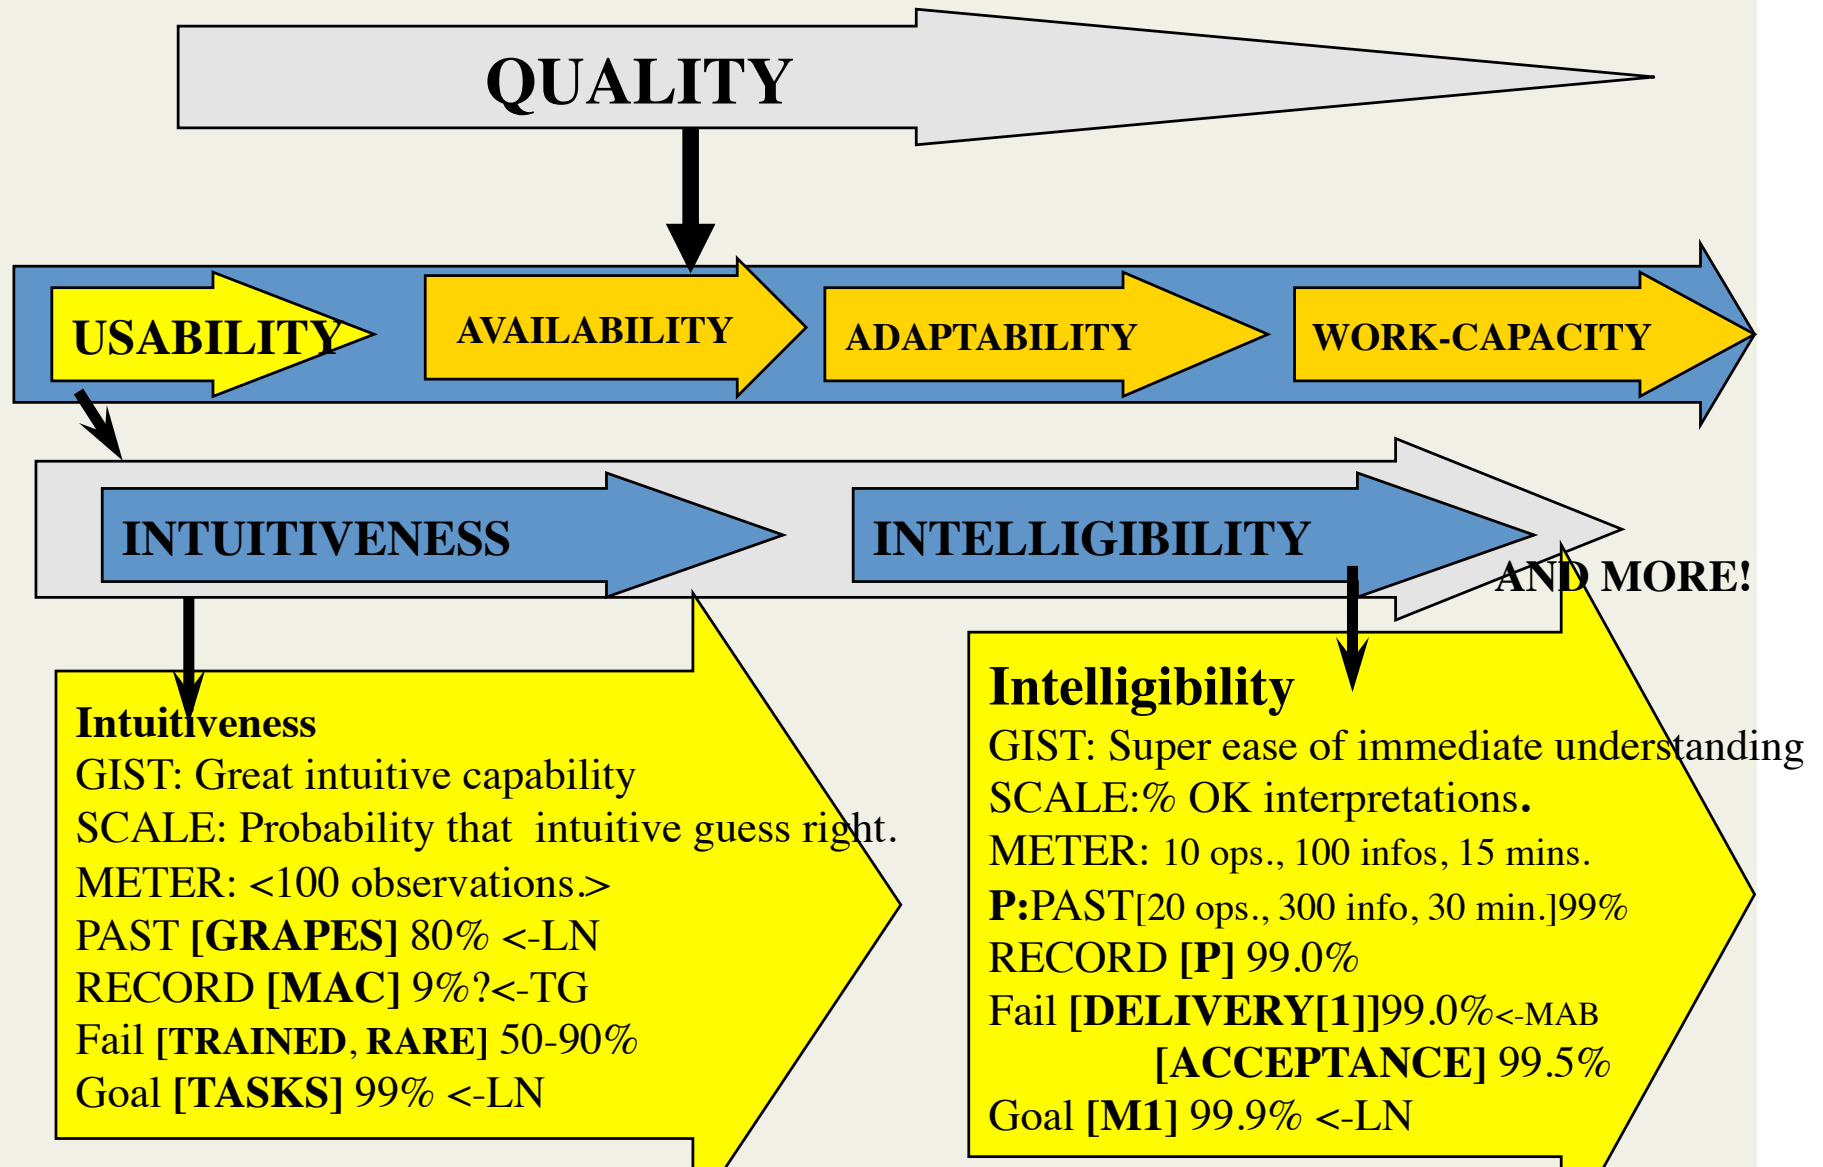 QUALITY
USABILITY
AVAILABILITY
ADAPTABILITY
WORK-CAPACITY
INTUITIVENESS
INTELLIGIBILITY
AND MORE!
Intuitiveness
GIST: Great intuitive capability
SCALE: Probability that  intuitive guess right.
METER: <100 observations.>
PAST [GRAPES] 80% <-LN
RECORD [MAC] 9%?<-TG
Fail [TRAINED, RARE] 50-90%
Goal [TASKS] 99% <-LN
Intelligibility
GIST: Super ease of immediate understanding
SCALE:% OK interpretations.
METER: 10 ops., 100 infos, 15 mins.
P:PAST[20 ops., 300 info, 30 min.]99%
RECORD [P] 99.0%
Fail [DELIVERY[1]]99.0%<-MAB
[ACCEPTANCE] 99.5%
Goal [M1] 99.9% <-LN